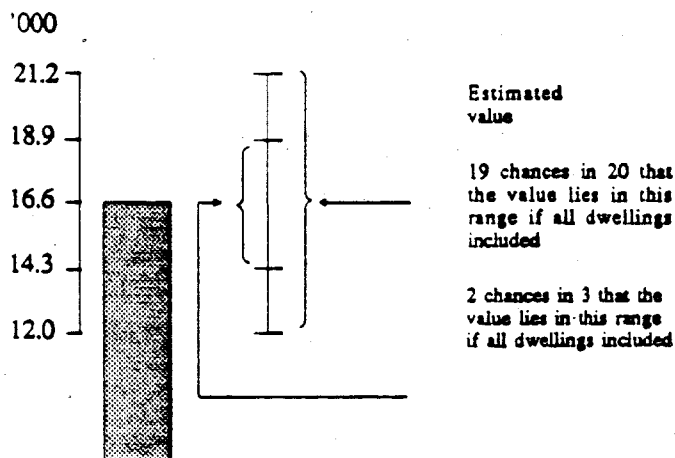 '000
21.2
18.9
16.6
14.3
12.0
Estimated
value
19 chances in 20 that
the value lies in this
range if all dwellings
included
2 chances in 3 that the
value lies in this range
if all dwellings included